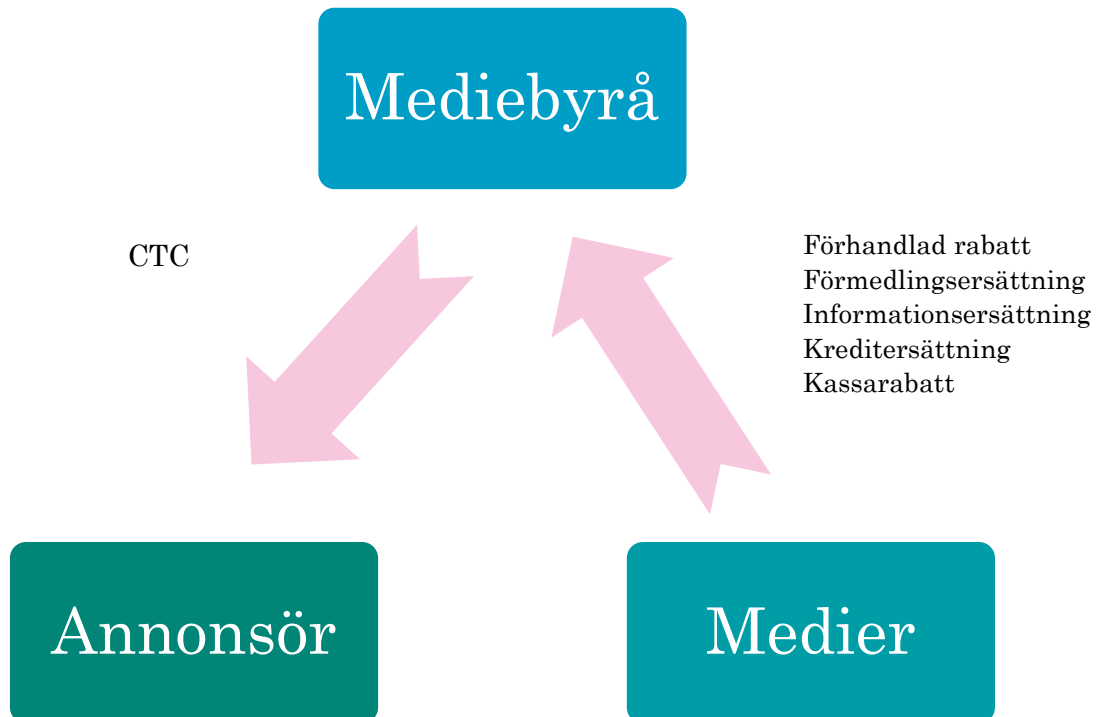 Mediebyrå
CTC
Förhandlad rabatt
Förmedlingsersättning
Informationsersättning
Kreditersättning
Kassarabatt
Annonsör
Medier